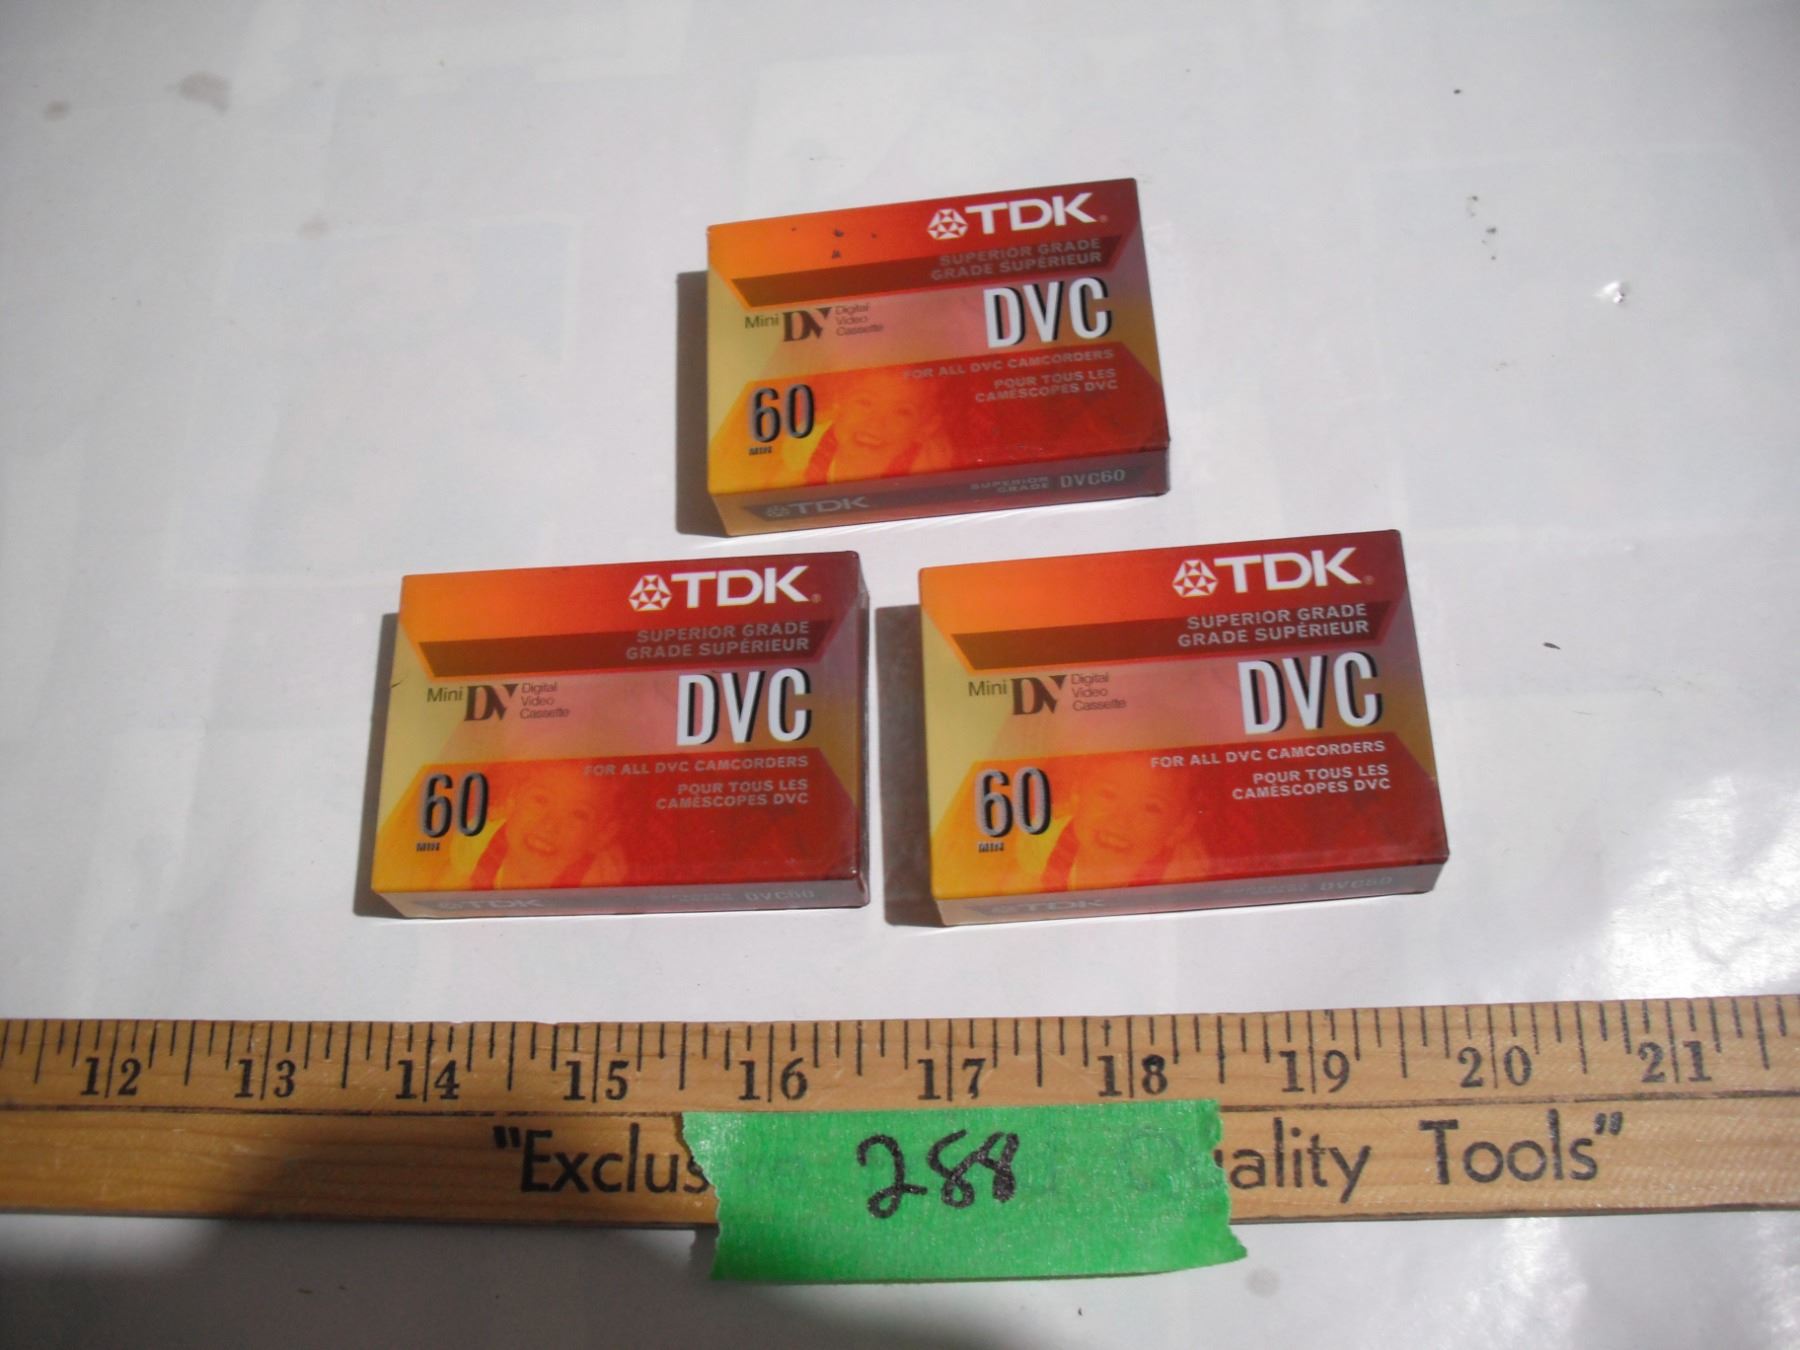 TDK
SUPERIOR GRADE
GRADE SUPÉRIEUR
Mini DV Digital Video Cassette
DVC
FOR ALL DVC CAMCORDERS
POUR TOUS LES
CAMÉSCOPES DVC
60
MIN
TDK SUPERIOR GRADE DVC60
TDK
SUPERIOR GRADE
GRADE SUPÉRIEUR
Mini DV Digital Video Cassette
DVC
FOR ALL DVC CAMCORDERS
POUR TOUS LES
CAMÉSCOPES DVC
60
MIN
TDK DVC60
TDK
SUPERIOR GRADE
GRADE SUPÉRIEUR
Mini DV Digital Video Cassette
DVC
FOR ALL DVC CAMCORDERS
POUR TOUS LES
CAMÉSCOPES DVC
60
MIN
TDK DVC60
12 13 14 15 16 17 18 19 20 21
"Exclus 288 uality Tools"